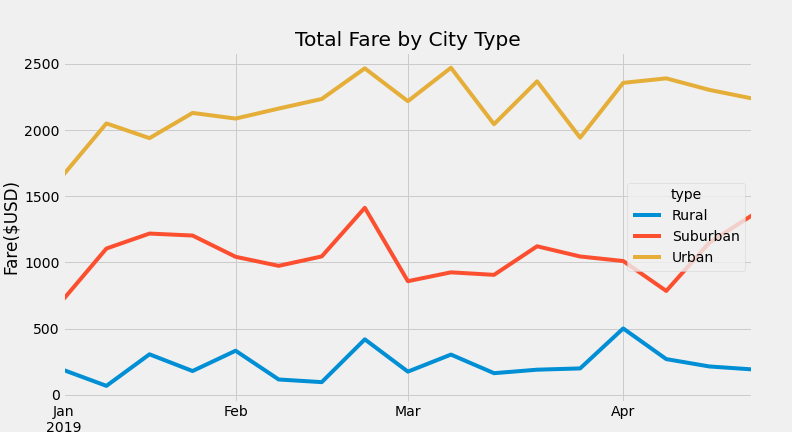 Total Fare by City Type
Fare($USD)
2500
2000
1500
1000
500
0
type
Rural
Suburban
Urban
Jan Feb Mar Apr
2019